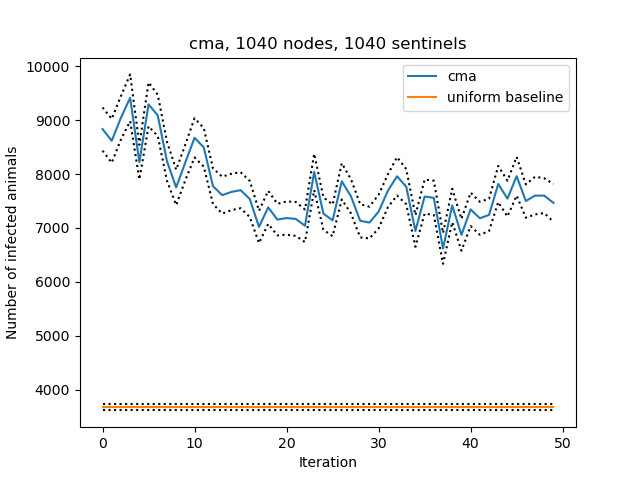 cma, 1040 nodes, 1040 sentinels
cma
uniform baseline
Number of infected animals
10000
9000
8000
7000
6000
5000
4000
0 10 20 30 40 50
Iteration